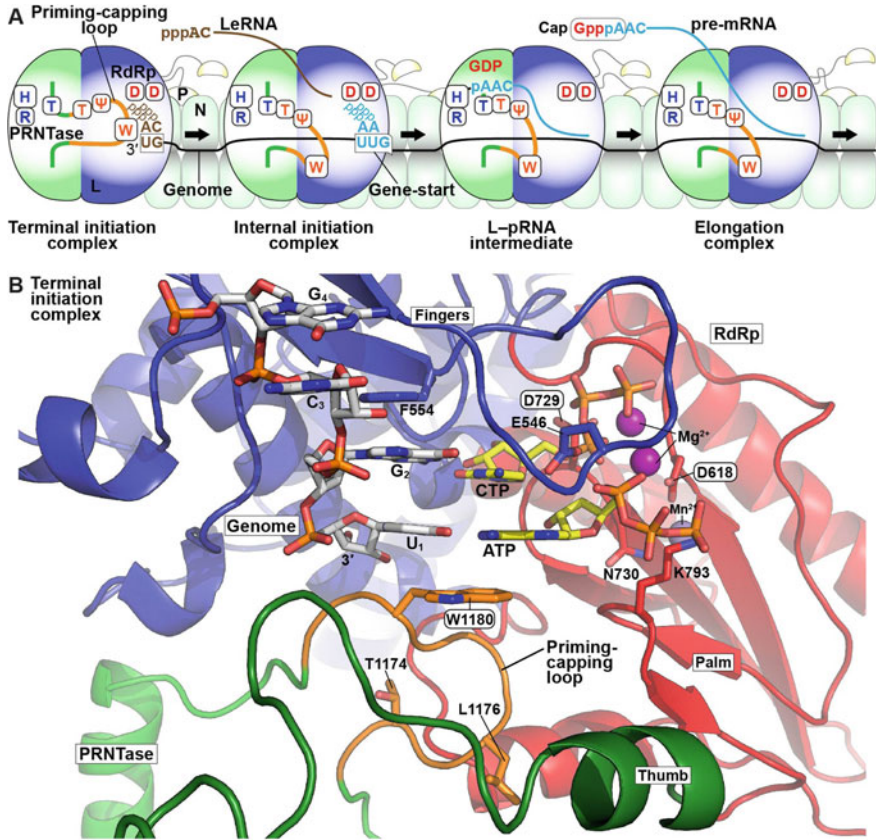 A
Priming-capping
loop
pppAC
LeRNA
Cap GpppPAAC
pre-mRNA
RdRp
GDP
pAAC
H
R
T
T
Ψ
D
D
P
N
W
AC
UG
3′
PRNTase
L
Genome
H
R
T
T
Ψ
W
D
D
AA
UUG
Gene-start
H
R
T
T
Ψ
W
D
D
H
R
T
T
Ψ
W
D
D
Terminal initiation
complex
Internal initiation
complex
L–pRNA
intermediate
Elongation
complex
B
Terminal
initiation
complex
G4
Fingers
RdRp
C3
F554
D729
E546
Mg2+
G2
CTP
D618
Genome
Mn2+
U1
ATP
3′
N730
K793
W1180
Priming-
capping
loop
T1174
Palm
L1176
PRNTase
Thumb